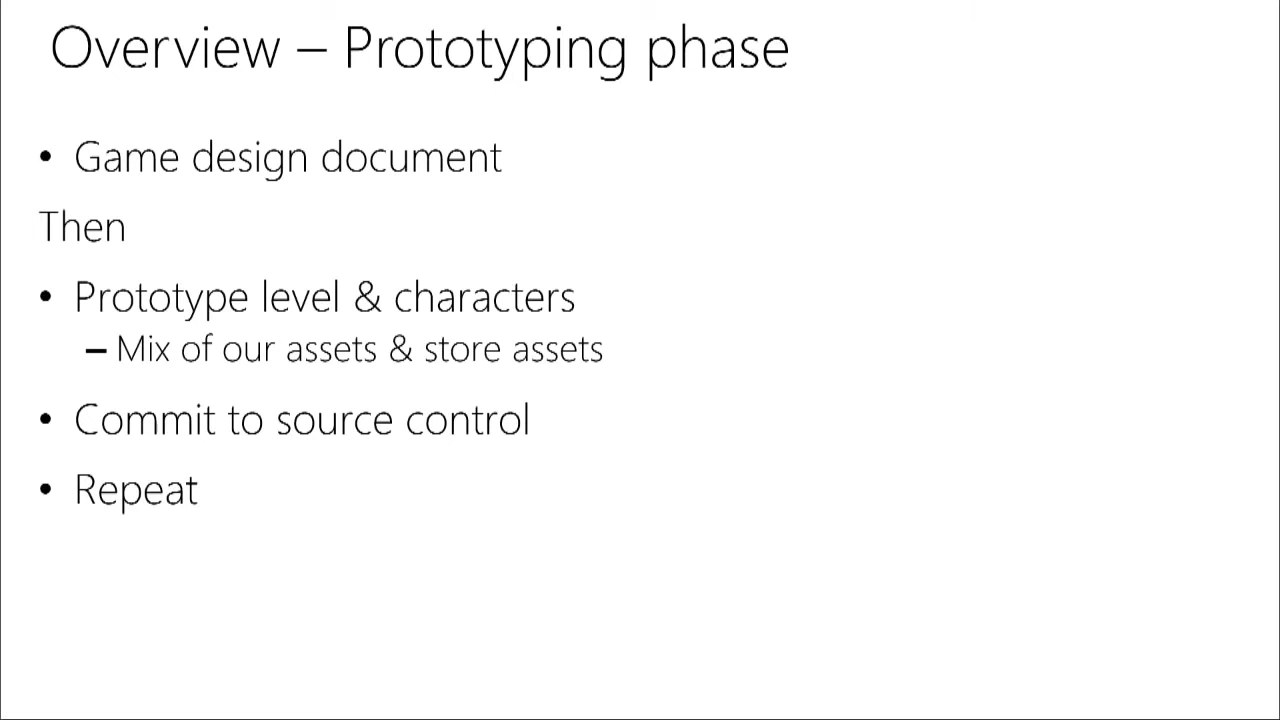 Overview – Prototyping phase
• Game design document
Then
• Prototype level & characters
– Mix of our assets & store assets
• Commit to source control
• Repeat